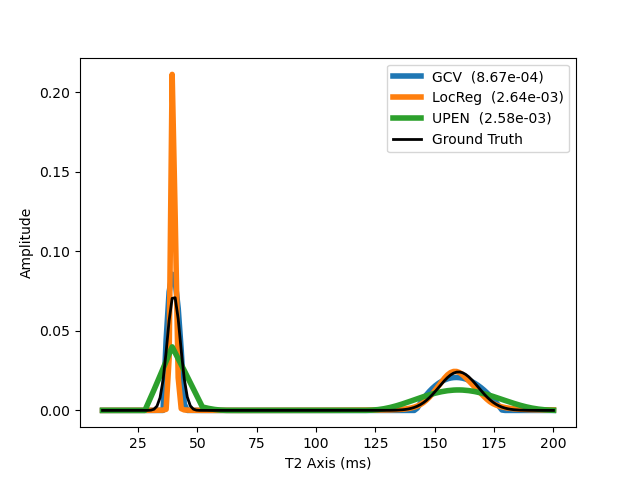 GCV (8.67e-04)
LocReg (2.64e-03)
UPEN (2.58e-03)
Ground Truth
0.20
0.15
0.10
0.05
0.00
Amplitude
25 50 75 100 125 150 175 200
T2 Axis (ms)